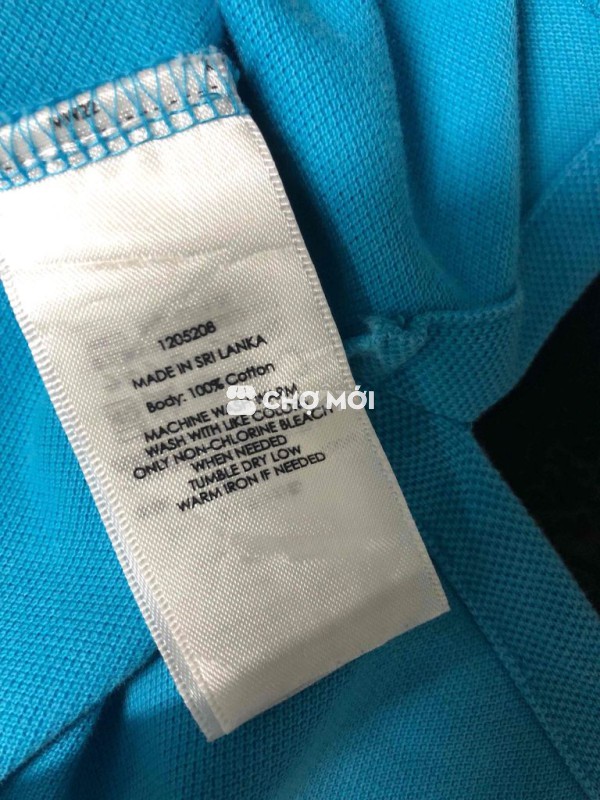 1205208
MADE IN SRI LANKA
Body: 100% Cotton
MACHINE
WASH WITH LIKE COLORS
ONLY NON-CHLORINE BLEACH
WHEN NEEDED
TUMBLE DRY LOW
WARM IRON IF NEEDED
CHỢ MỚI